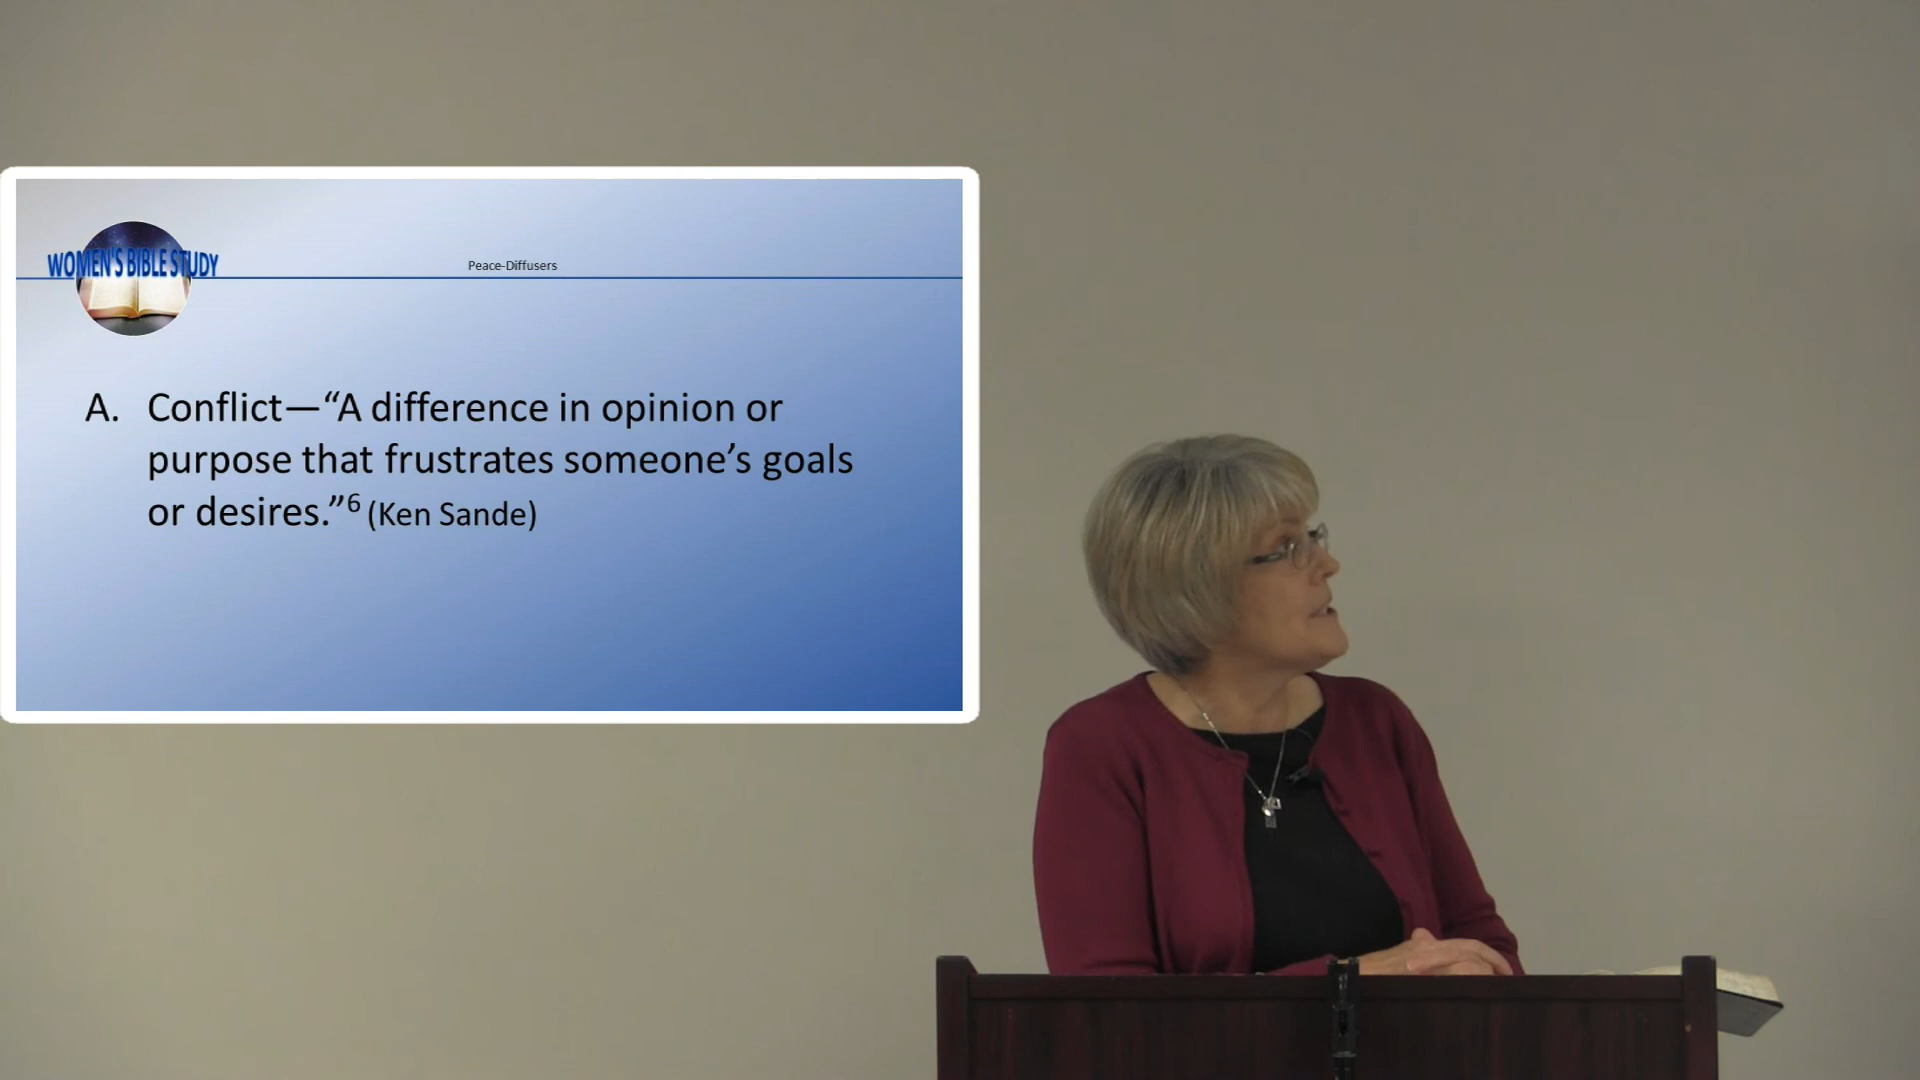 WOMEN'S BIBLE STUDY
Peace-Diffusers
A. Conflict—“A difference in opinion or
purpose that frustrates someone’s goals
or desires.”⁶ (Ken Sande)